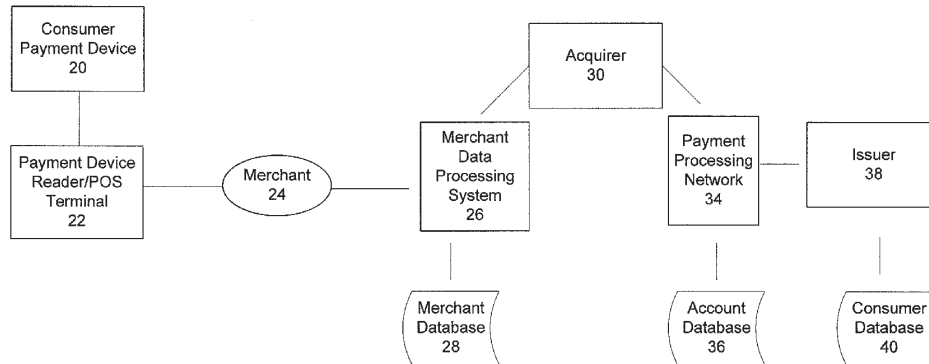 Consumer
Payment Device
20
Acquirer
30
Payment Device
Reader/POS
Terminal
22
Merchant
24
Merchant
Data
Processing
System
26
Payment
Processing
Network
34
Issuer
38
Merchant
Database
28
Account
Database
36
Consumer
Database
40